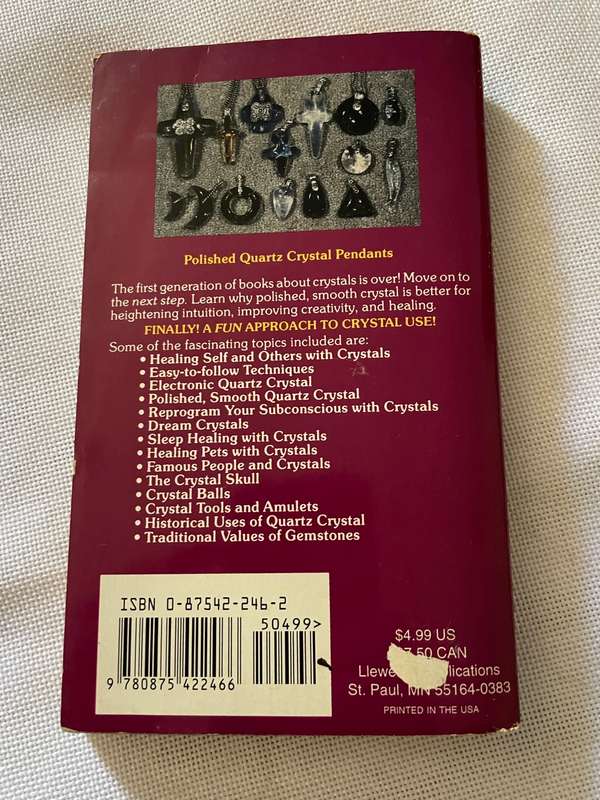 Polished Quartz Crystal Pendants
The first generation of books about crystals is over! Move on to
the next step. Learn why polished, smooth crystal is better for
heightening intuition, improving creativity, and healing.
FINALLY! A FUN APPROACH TO CRYSTAL USE!
Some of the fascinating topics included are:
• Healing Self and Others with Crystals
• Easy-to-follow Techniques
• Electronic Quartz Crystal
• Polished, Smooth Quartz Crystal
• Reprogram Your Subconscious with Crystals
• Dream Crystals
• Sleep Healing with Crystals
• Healing Pets with Crystals
• Famous People and Crystals
• The Crystal Skull
• Crystal Balls
• Crystal Tools and Amulets
• Historical Uses of Quartz Crystal
• Traditional Values of Gemstones
ISBN 0-87542-246-2
50499>
9 780875 422466
$4.99 US
.50 CAN
St. Paul, MN 55164-0383
PRINTED IN THE USA